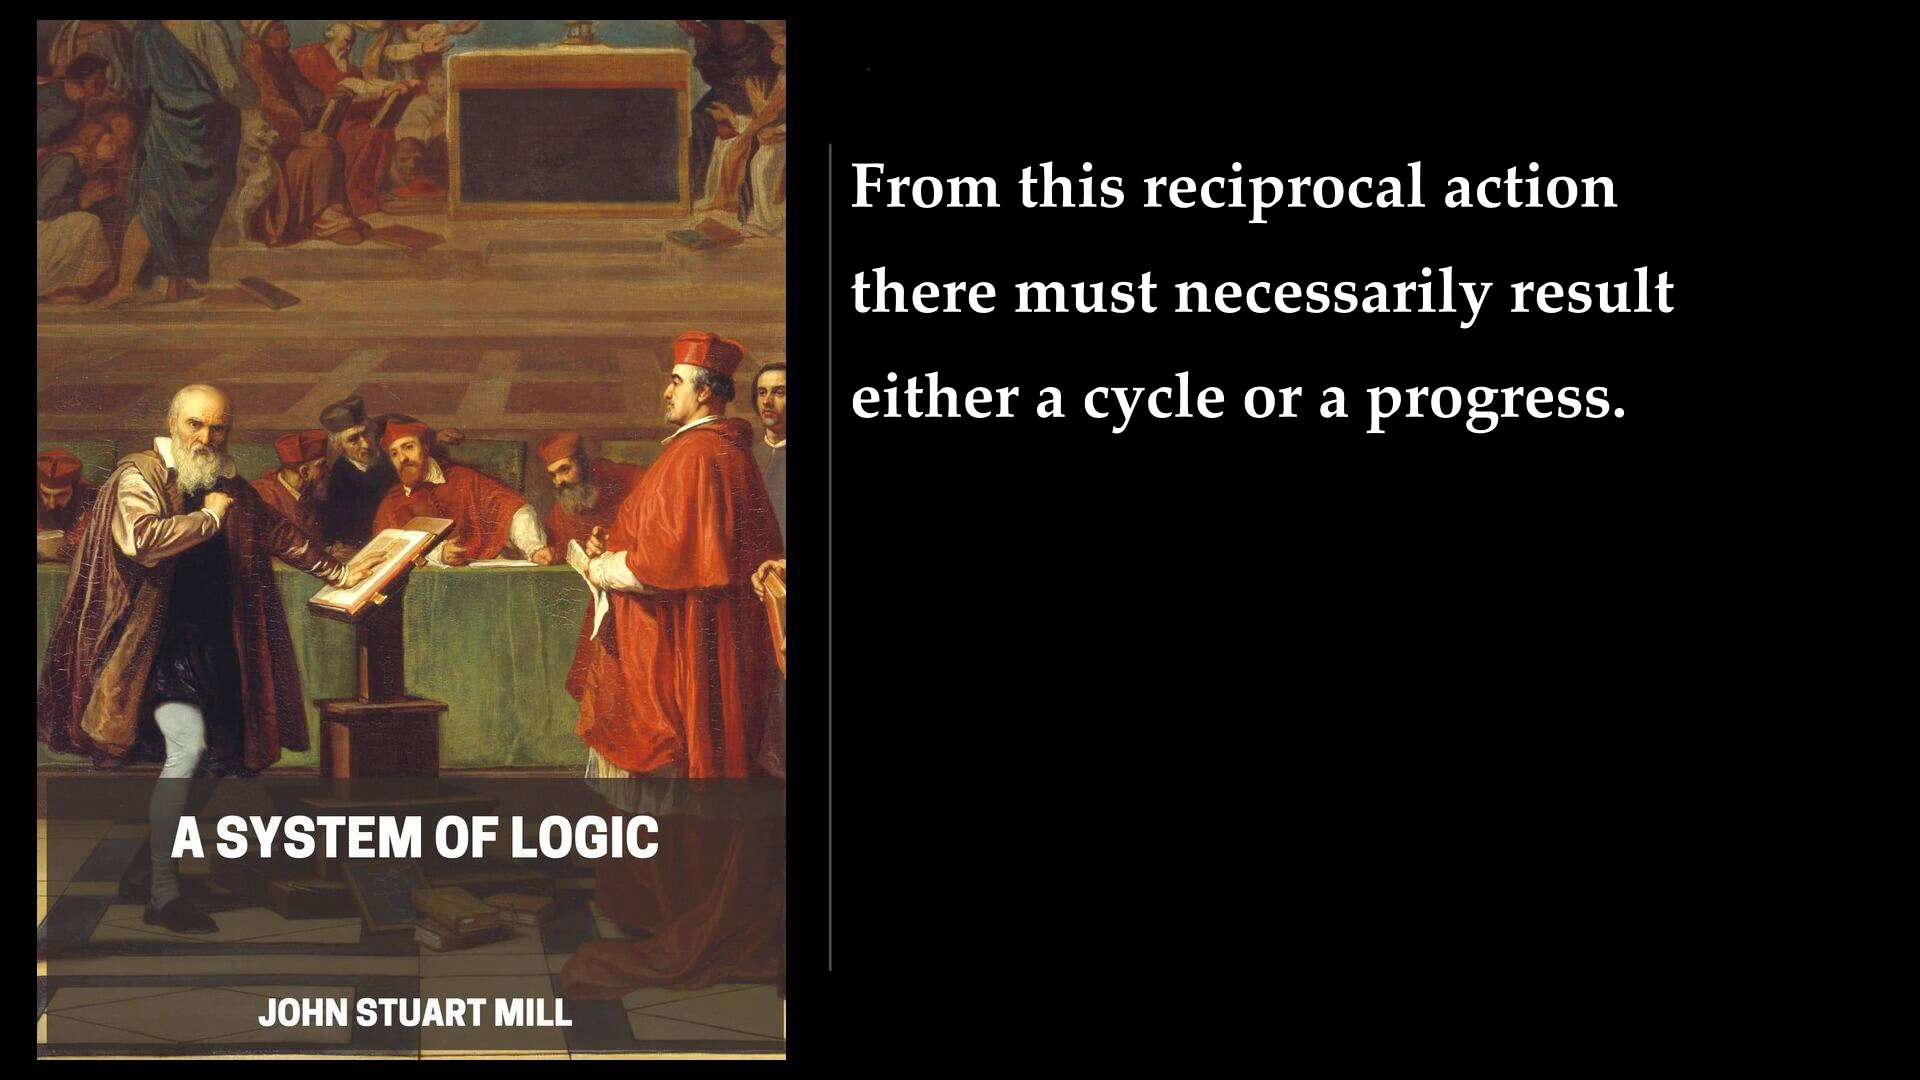 A SYSTEM OF LOGIC
JOHN STUART MILL
From this reciprocal action
there must necessarily result
either a cycle or a progress.